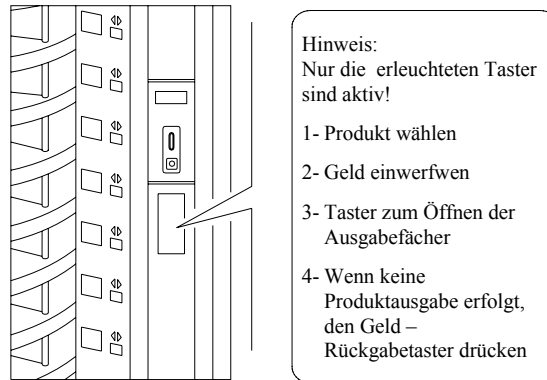 Hinweis:
Nur die erleuchteten Taster
sind aktiv!
1- Produkt wählen
2- Geld einwerfwen
3- Taster zum Öffnen der
Ausgabefächer
4- Wenn keine
Produktausgabe erfolgt,
den Geld –
Rückgabetaster drücken